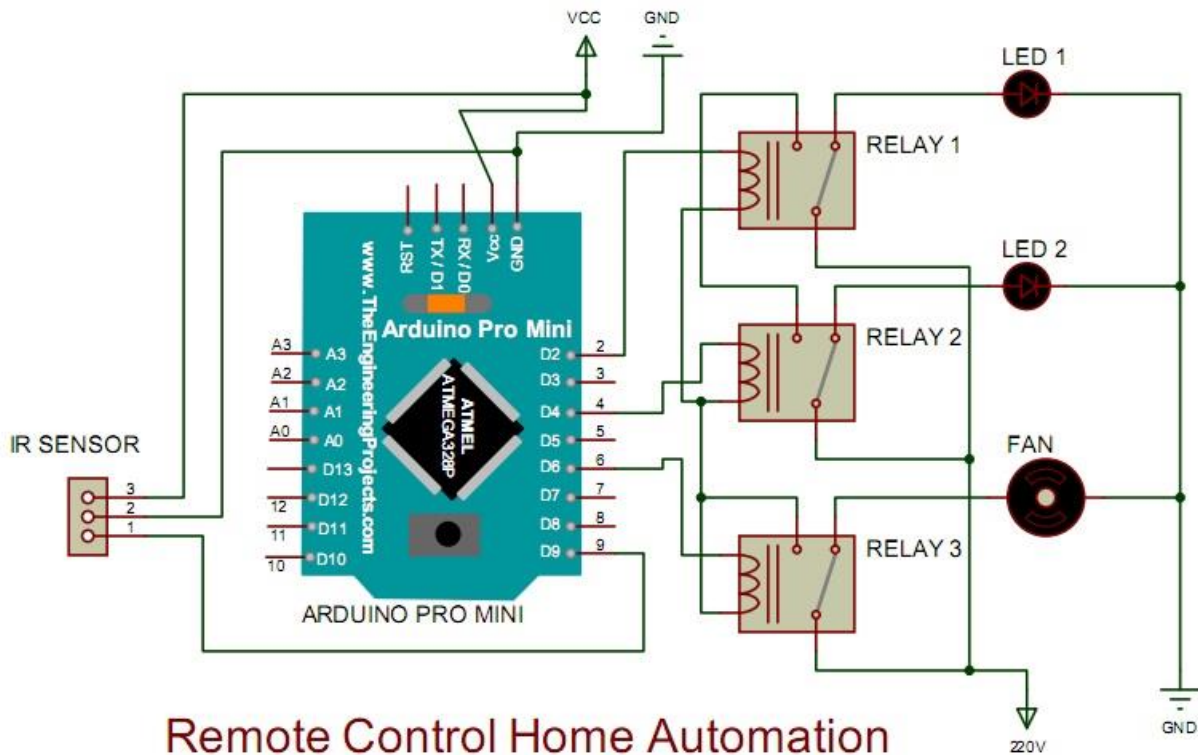 VCC
GND
LED 1
RELAY 1
LED 2
RELAY 2
FAN
RELAY 3
IR SENSOR
3
2
1
RST
TX / D1
RX / D0
Vcc
GND
www.TheEngineeringProjects.com
Arduino Pro Mini
ATMEL
ATMEGA328P
A3 A3
A2 A2
A1 A1
A0 A0
D13
12 D12
11 D11
10 D10
D2 2
D3 3
D4 4
D5 5
D6 6
D7 7
D8 8
D9 9
ARDUINO PRO MINI
GND
220V
Remote Control Home Automation